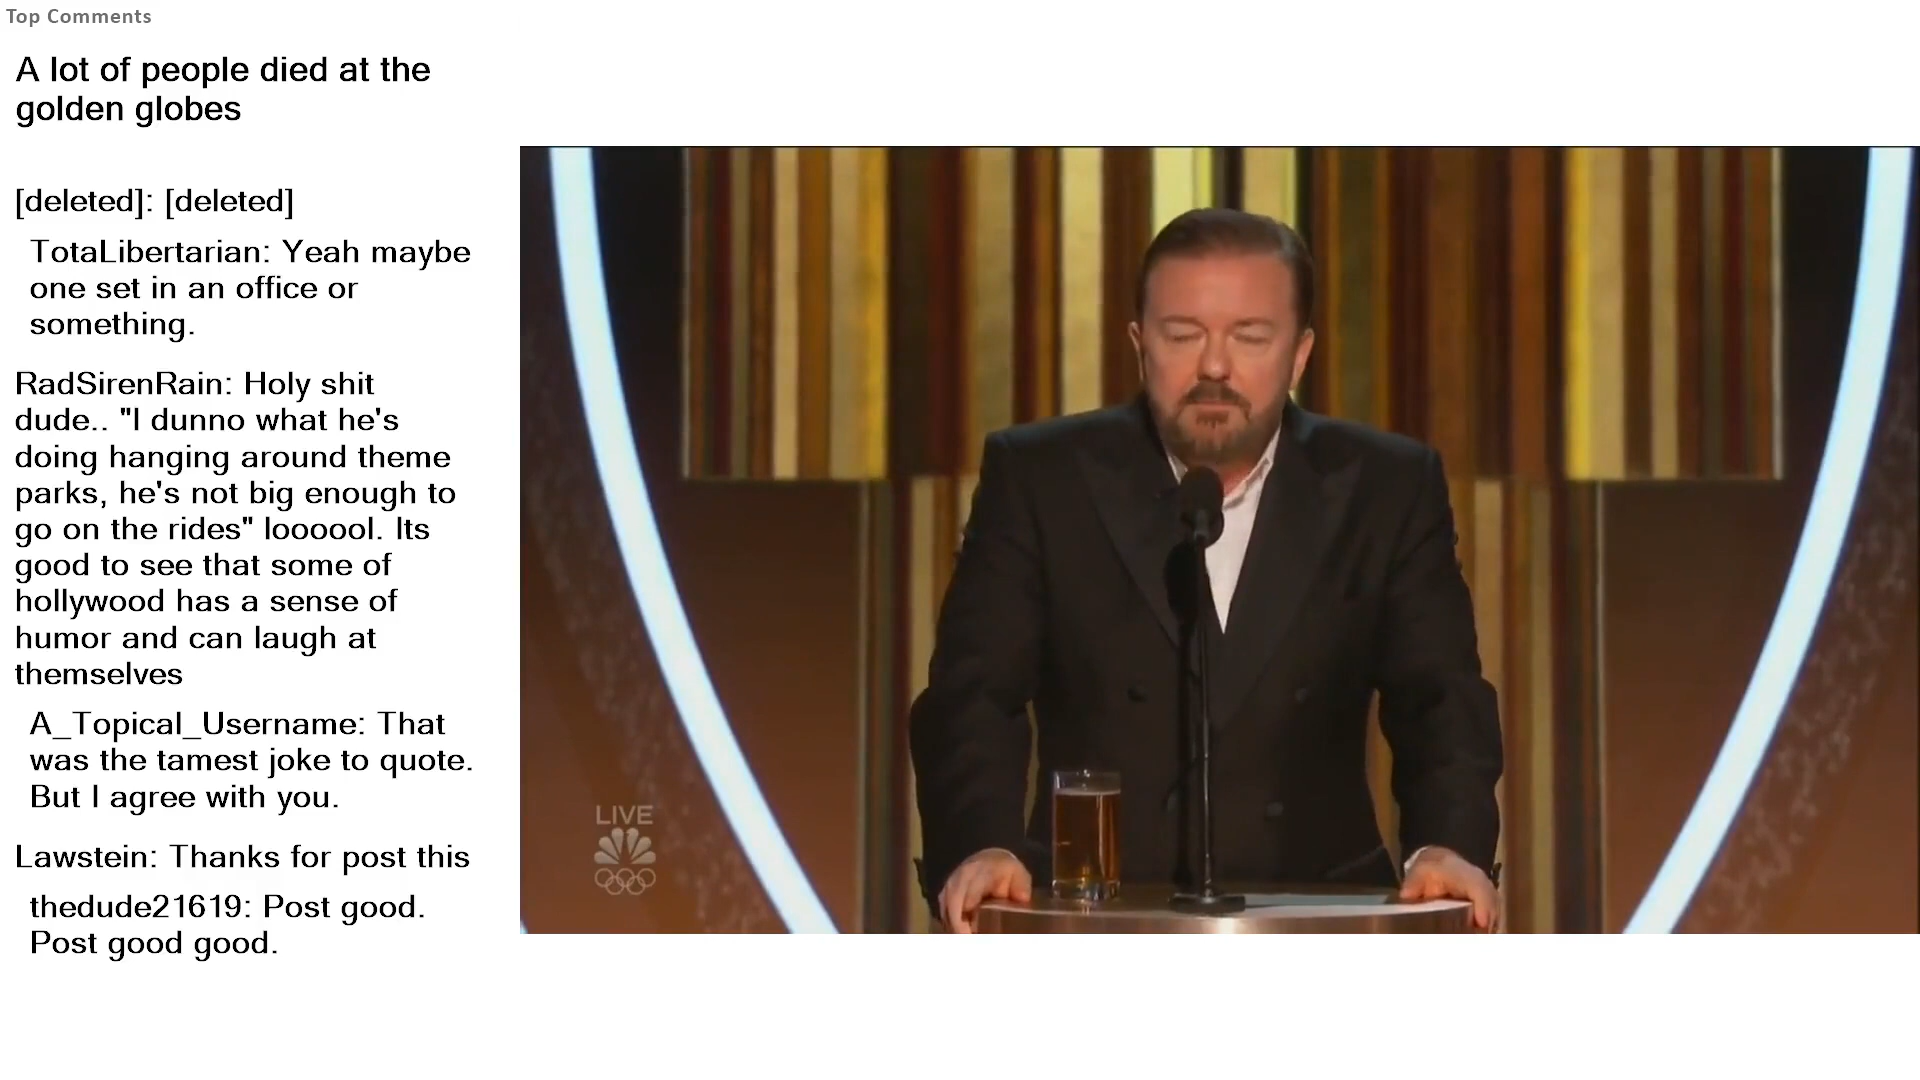 Top Comments
A lot of people died at the
golden globes
[deleted]: [deleted]
TotaLibertarian: Yeah maybe
one set in an office or
something.
RadSirenRain: Holy shit
dude.. "I dunno what he's
doing hanging around theme
parks, he's not big enough to
go on the rides" loooool. Its
good to see that some of
hollywood has a sense of
humor and can laugh at
themselves
A_Topical_Username: That
was the tamest joke to quote.
But I agree with you.
Lawstein: Thanks for post this
thedude21619: Post good.
Post good good.
LIVE